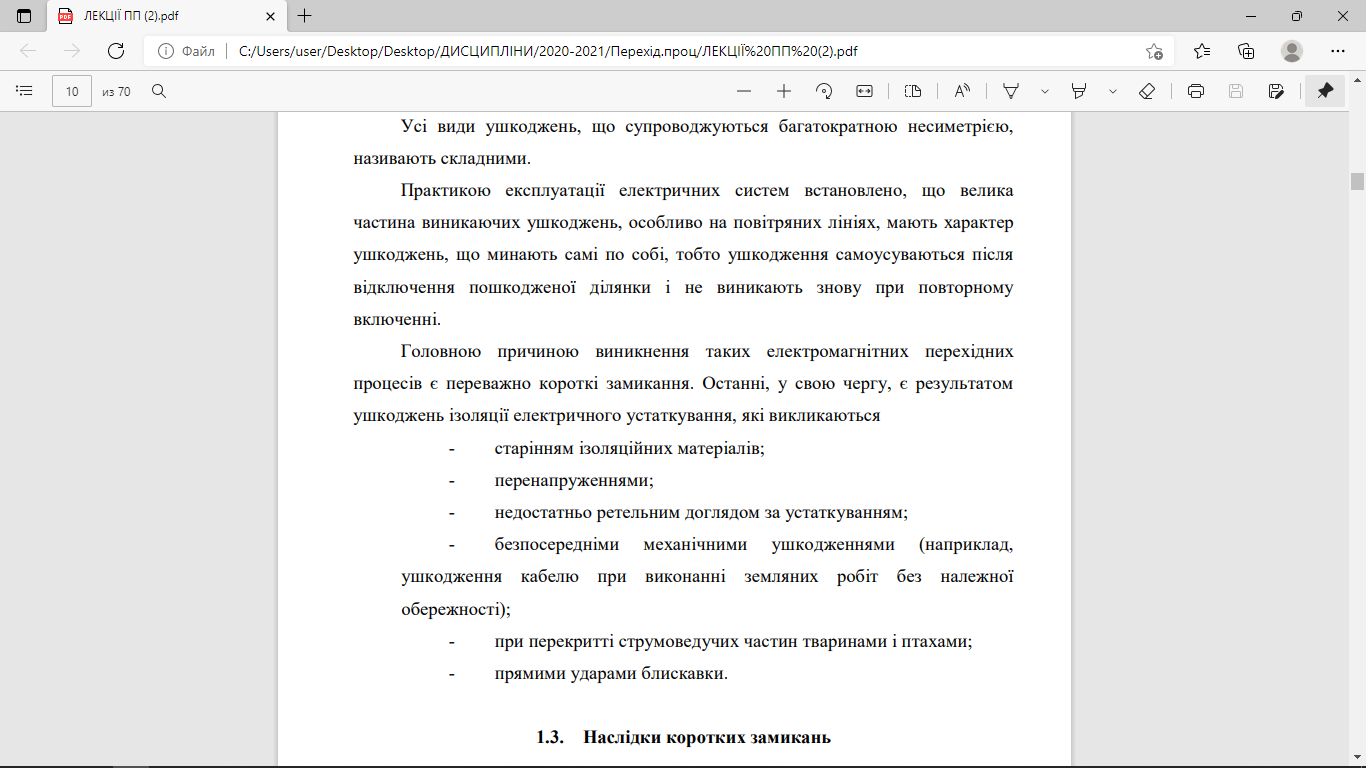 ЛЕКЦІЇ ПП (2).pdf
Файл
C:/Users/user/Desktop/Desktop/ДИСЦИПЛІНИ/2020-2021/Перехід.проц/ЛЕКЦІЇ%20ПП%20(2).pdf
10 из 70
Усі види ушкоджень, що супроводжуються багатократною несиметрією,
називають складними.
Практикою експлуатації електричних систем встановлено, що велика
частина виникаючих ушкоджень, особливо на повітряних лініях, мають характер
ушкоджень, що минають самі по собі, тобто ушкодження самоусуваються після
відключення пошкодженої ділянки і не виникають знову при повторному
включенні.
Головною причиною виникнення таких електромагнітних перехідних
процесів є переважно короткі замикання. Останні, у свою чергу, є результатом
ушкоджень ізоляції електричного устаткування, які викликаються
- старінням ізоляційних матеріалів;
- перенапруженнями;
- недостатньо ретельним доглядом за устаткуванням;
- безпосередніми механічними ушкодженнями (наприклад,
ушкодження кабелю при виконанні земляних робіт без належної
обережності);
- при перекритті струмоведучих частин тваринами і птахами;
- прямими ударами блискавки.
1.3. Наслідки коротких замикань